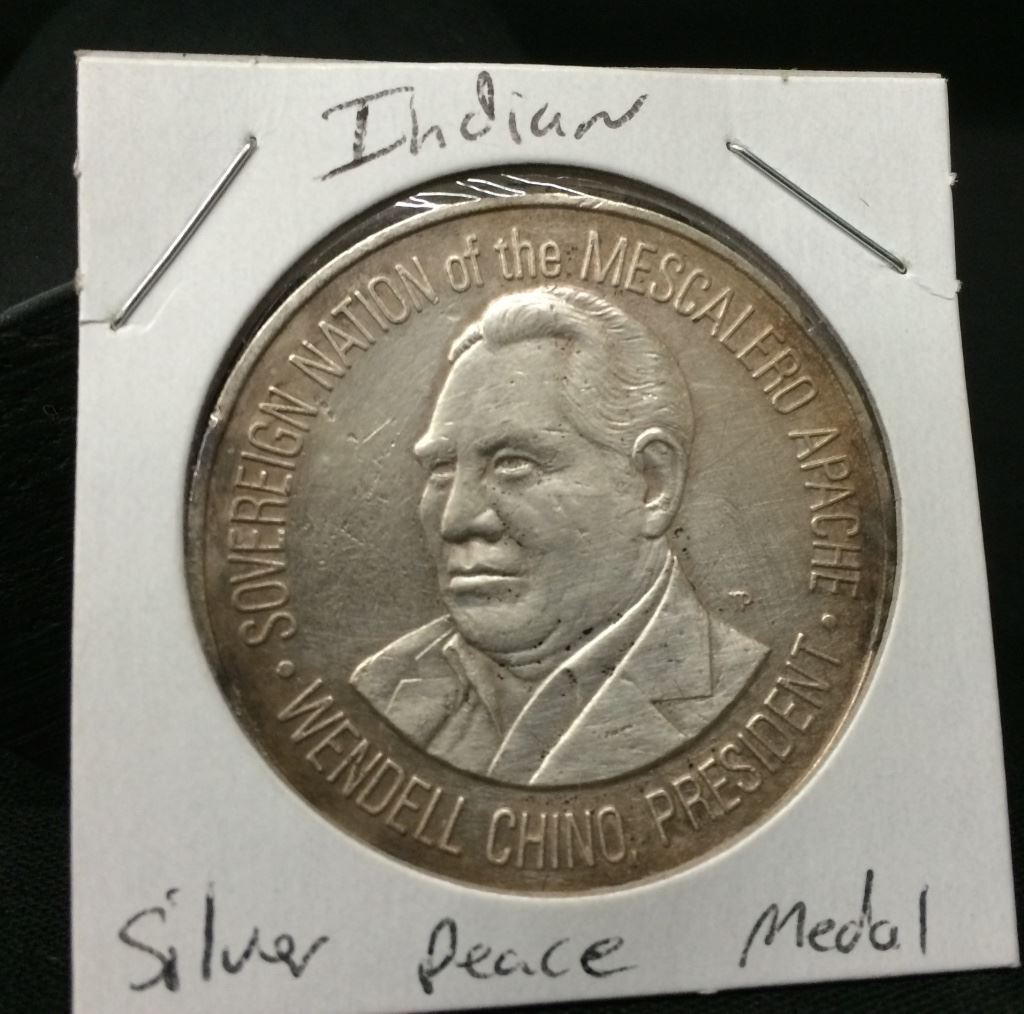 Indian
SOVEREIGN NATION of the MESCALERO APACHE
• WENDELL CHINO, PRESIDENT •
P
Silver Peace Medal